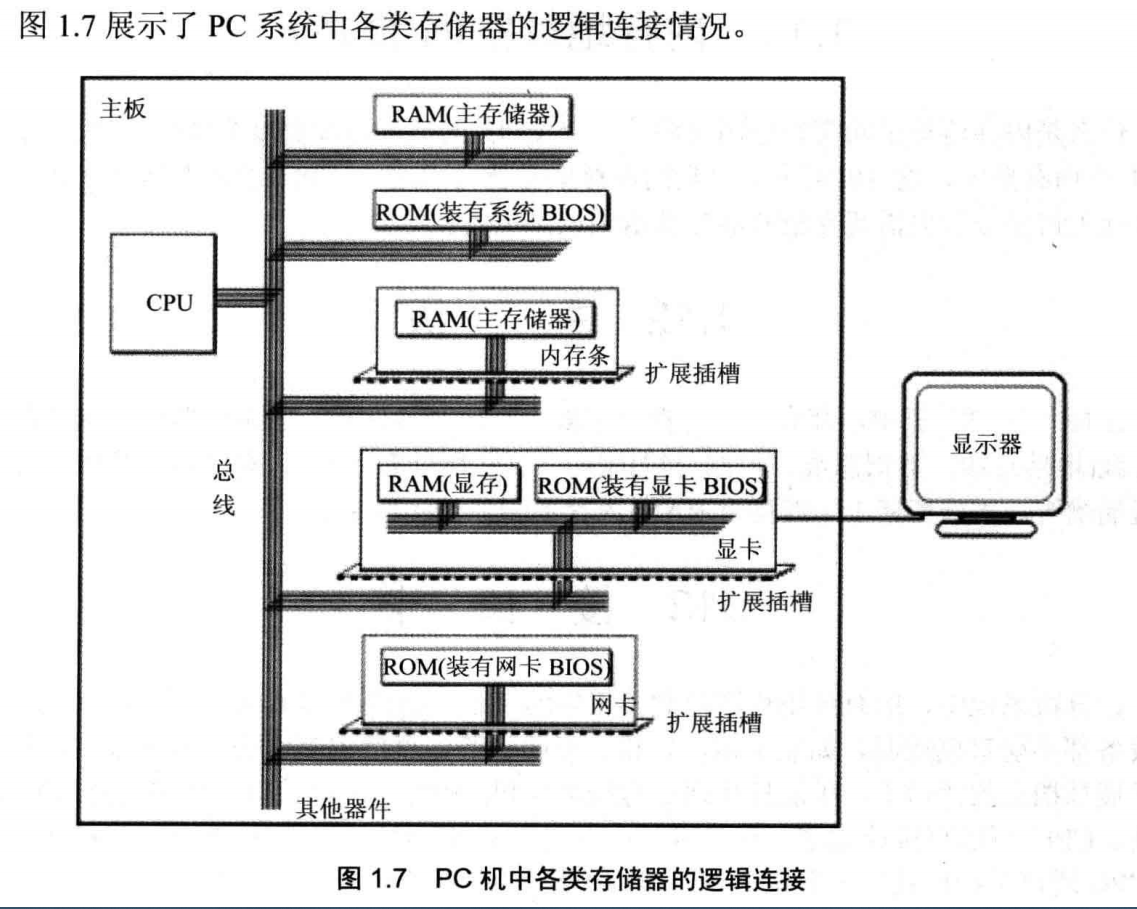 图 1.7 展示了 PC 系统中各类存储器的逻辑连接情况。
主板
RAM(主存储器)
ROM(装有系统 BIOS)
CPU
RAM(主存储器)
内存条
扩展插槽
总
线
RAM(显存)
ROM(装有显卡 BIOS)
显卡
扩展插槽
显示器
ROM(装有网卡 BIOS)
网卡
扩展插槽
其他器件
图 1.7 PC 机中各类存储器的逻辑连接